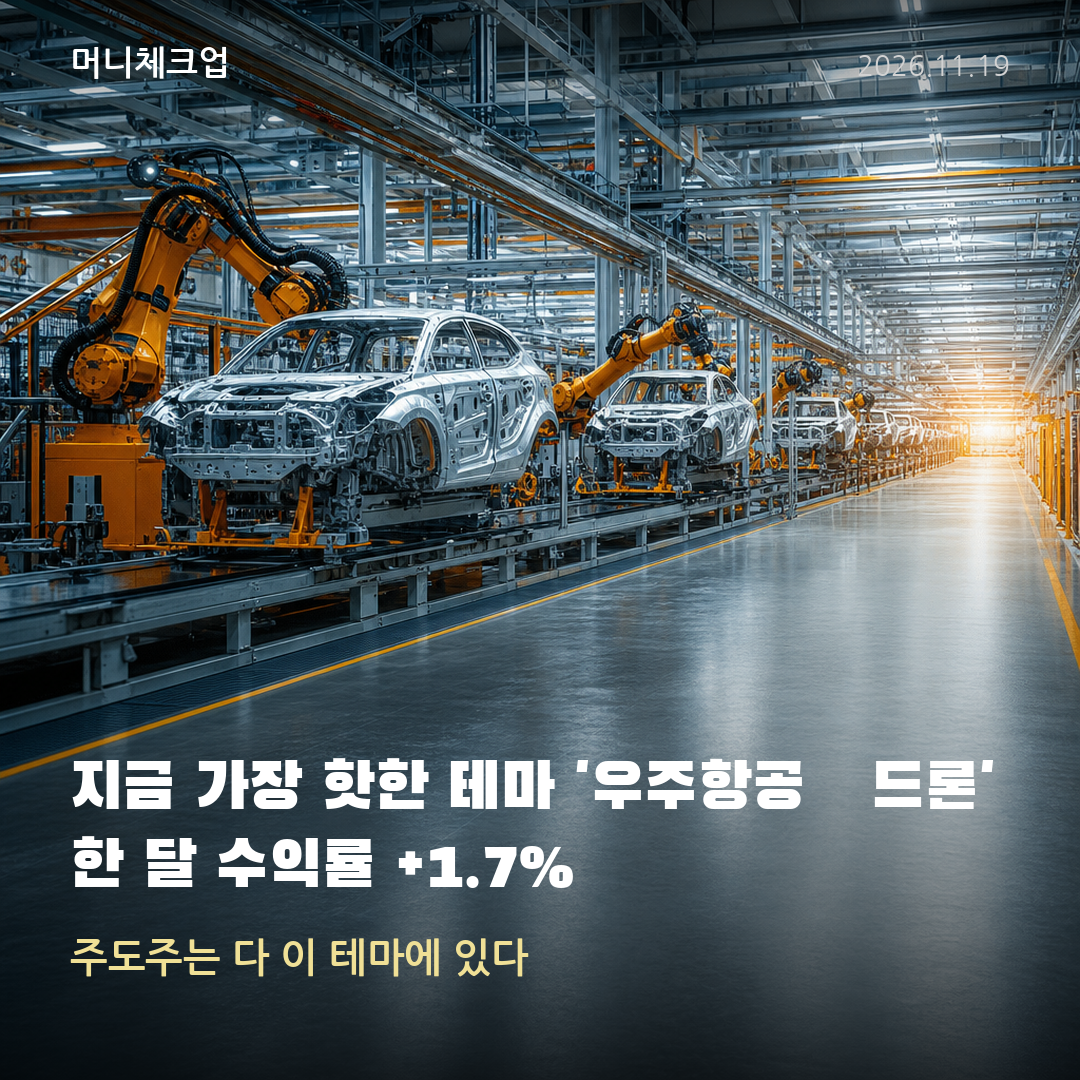 머니체크업
2026.11.19
지금 가장 핫한 테마 '우주항공 드론'
한 달 수익률 +1.7%
주도주는 다 이 테마에 있다